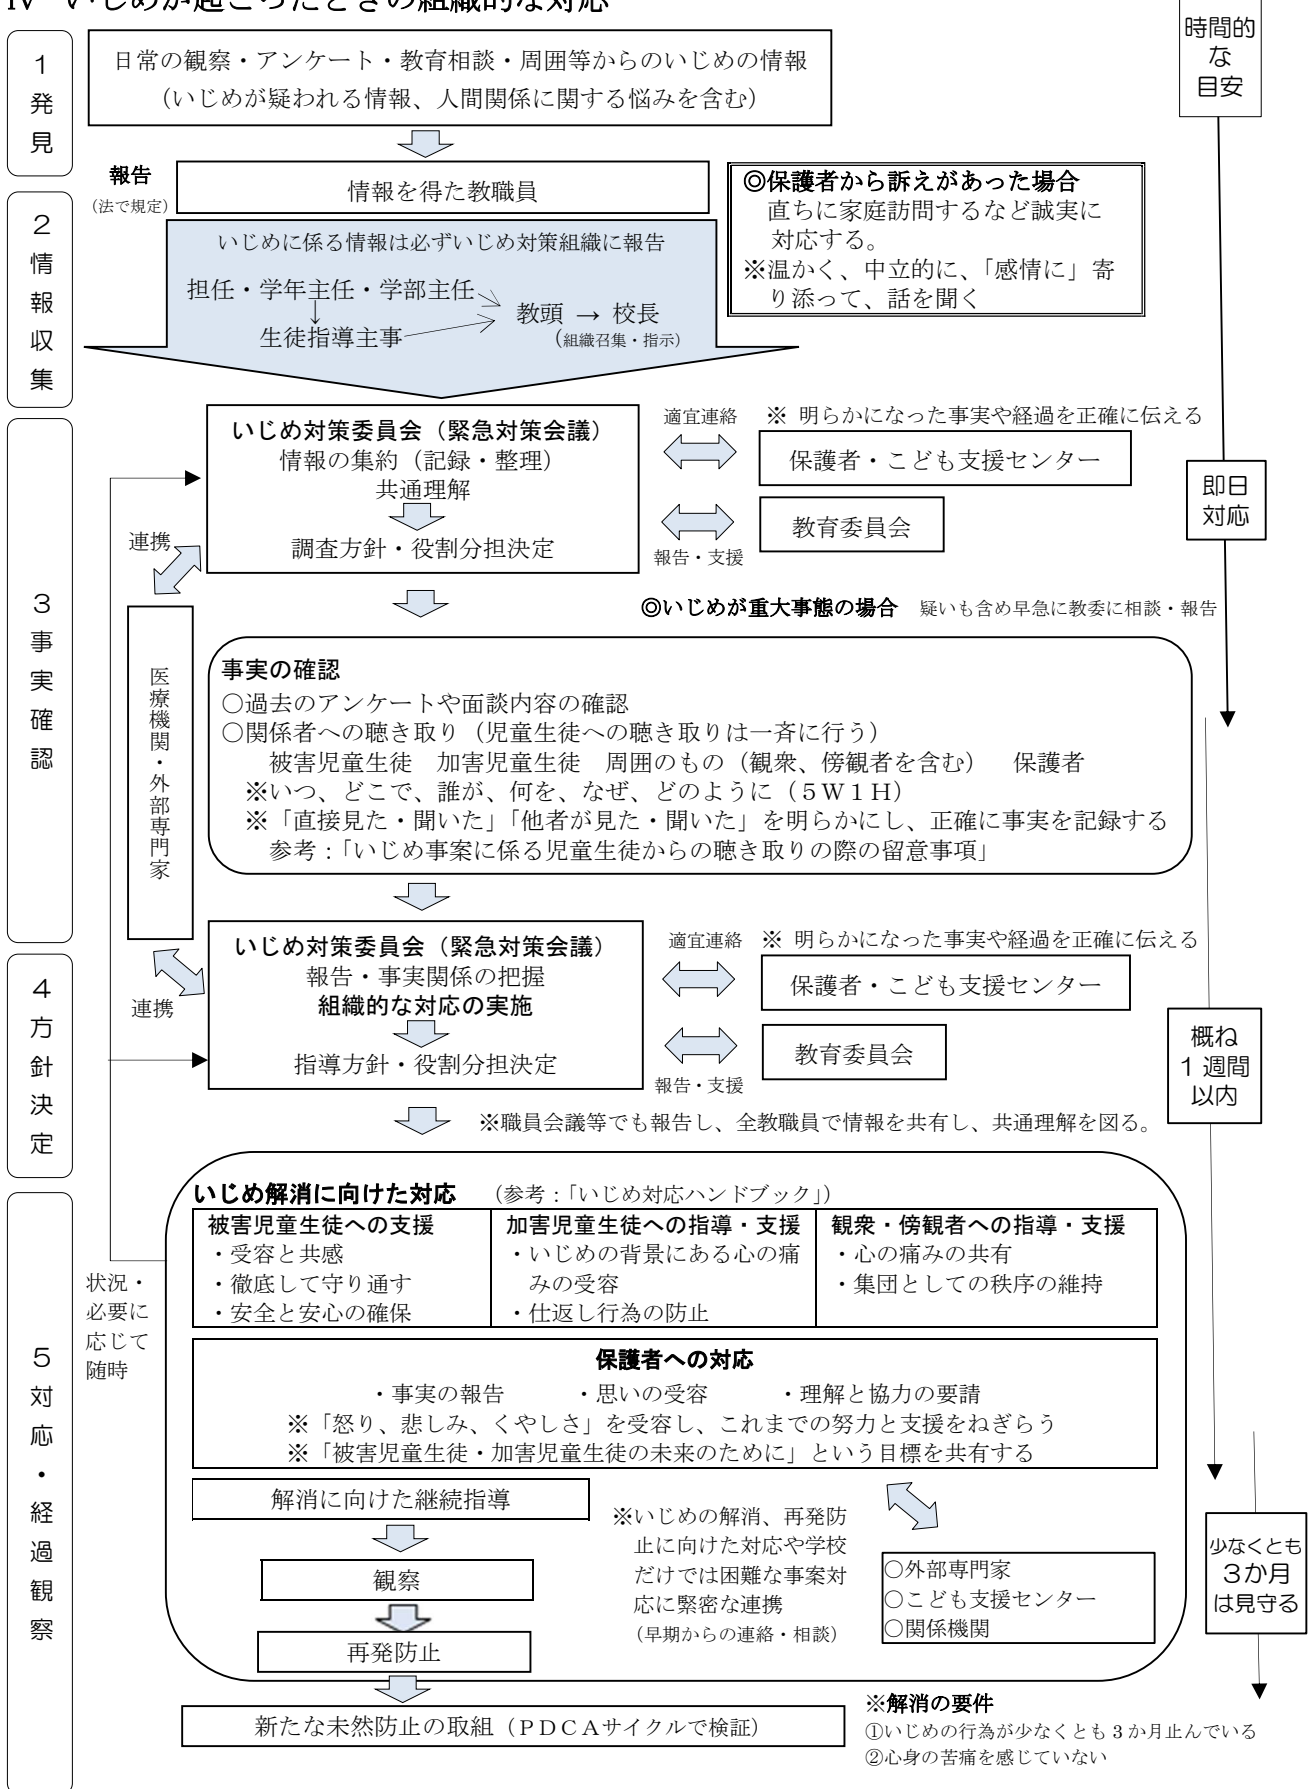 Ⅳ いじめが起こったときの組織的な対応
時間的
な
目安
1
発
見
日常の観察・アンケート・教育相談・周囲等からのいじめの情報
(いじめが疑われる情報、人間関係に関する悩みを含む)
報告
(法で規定)
情報を得た教職員
◎保護者から訴えがあった場合
直ちに家庭訪問するなど誠実に
対応する。
※温かく、中立的に、「感情に」寄
り添って、話を聞く
2
情
報
収
集
いじめに係る情報は必ずいじめ対策組織に報告
担任・学年主任・学部主任
↓
生徒指導主事
教頭 → 校長
(組織召集・指示)
3
事
実
確
認
いじめ対策委員会(緊急対策会議)
情報の集約(記録・整理)
共通理解
調査方針・役割分担決定
適宜連絡 ※ 明らかになった事実や経過を正確に伝える
保護者・こども支援センター
教育委員会
報告・支援
即日
対応
連携
◎いじめが重大事態の場合 疑いも含め早急に教委に相談・報告
医療機関・外部専門家
事実の確認
○過去のアンケートや面談内容の確認
○関係者への聴き取り(児童生徒への聴き取りは一斉に行う)
被害児童生徒 加害児童生徒 周囲のもの(観衆、傍観者を含む) 保護者
※いつ、どこで、誰が、何を、なぜ、どのように(5W1H)
※「直接見た・聞いた」「他者が見た・聞いた」を明らかにし、正確に事実を記録する
参考:「いじめ事案に係る児童生徒からの聴き取りの際の留意事項」
4
方
針
決
定
連携
いじめ対策委員会(緊急対策会議)
報告・事実関係の把握
組織的な対応の実施
指導方針・役割分担決定
適宜連絡 ※ 明らかになった事実や経過を正確に伝える
保護者・こども支援センター
教育委員会
報告・支援
概ね
1週間
以内
※職員会議等でも報告し、全教職員で情報を共有し、共通理解を図る。
5
対
応
・
経
過
観
察
状況・
必要に
応じて
随時
いじめ解消に向けた対応 (参考:「いじめ対応ハンドブック」)
被害児童生徒への支援
・受容と共感
・徹底して守り通す
・安全と安心の確保
加害児童生徒への指導・支援
・いじめの背景にある心の痛
みの受容
・仕返し行為の防止
観衆・傍観者への指導・支援
・心の痛みの共有
・集団としての秩序の維持
保護者への対応
・事実の報告 ・思いの受容 ・理解と協力の要請
※「怒り、悲しみ、くやしさ」を受容し、これまでの努力と支援をねぎらう
※「被害児童生徒・加害児童生徒の未来のために」という目標を共有する
解消に向けた継続指導
観察
再発防止
※いじめの解消、再発防
止に向けた対応や学校
だけでは困難な事案対
応に緊密な連携
(早期からの連絡・相談)
○外部専門家
○こども支援センター
○関係機関
少なくとも
3か月
は見守る
新たな未然防止の取組(PDCAサイクルで検証)
※解消の要件
①いじめの行為が少なくとも3か月止んでいる
②心身の苦痛を感じていない